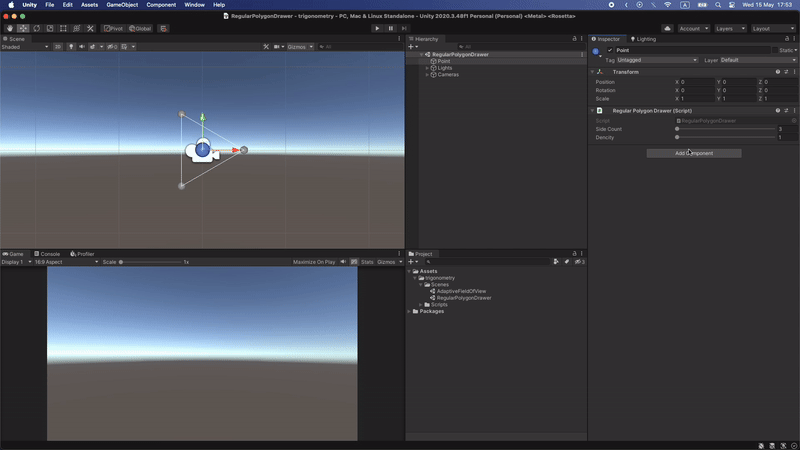 Unity File Edit Assets GameObject Component Window Help A Wed 15 May 17:53
RegularPolygonDrawer - trigonometry - PC, Mac & Linux Standalone - Unity 2020.3.48f1 Personal (Personal) <Metal> <Rosetta>
Pivot Global Account Layers Layout
Scene
Shaded 2D Gizmos All
Hierarchy
All
RegularPolygonDrawer
Point
Lights
Cameras
Inspector Lighting
Point Static
Tag Untagged Layer Default
Transform
Position X 0 Y 0 Z 0
Rotation X 0 Y 0 Z 0
Scale X 1 Y 1 Z 1
Regular Polygon Drawer (Script)
Script RegularPolygonDrawer
Side Count 3
Dencity 1
Add Component
Game Console Profiler
Display 1 16:9 Aspect Scale 1x Maximize On Play Stats Gizmos
Project
Assets
trigonometry
Scenes
AdaptiveFieldOfView
RegularPolygonDrawer
Scripts
Packages